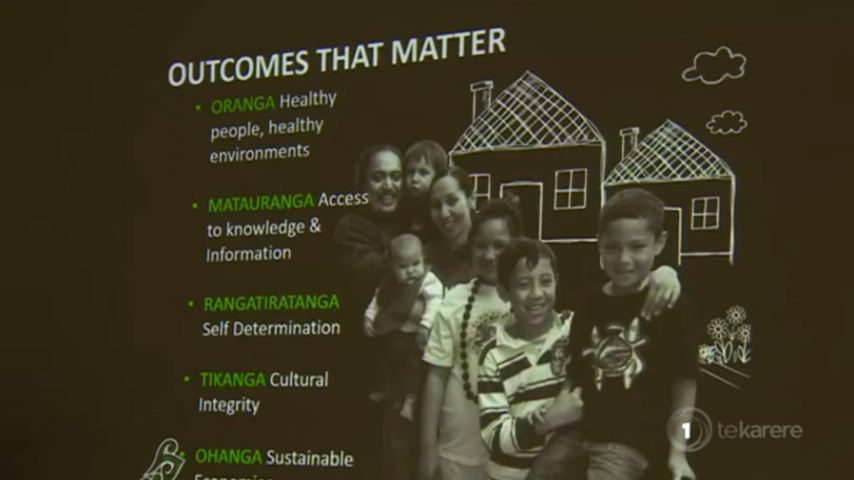 OUTCOMES THAT MATTER
• ORANGA Healthy
people, healthy
environments
• MATAURANGA Access
to knowledge &
Information
• RANGATIRATANGA
Self Determination
• TIKANGA Cultural
Integrity
• OHANGA Sustainable
1 tekarere